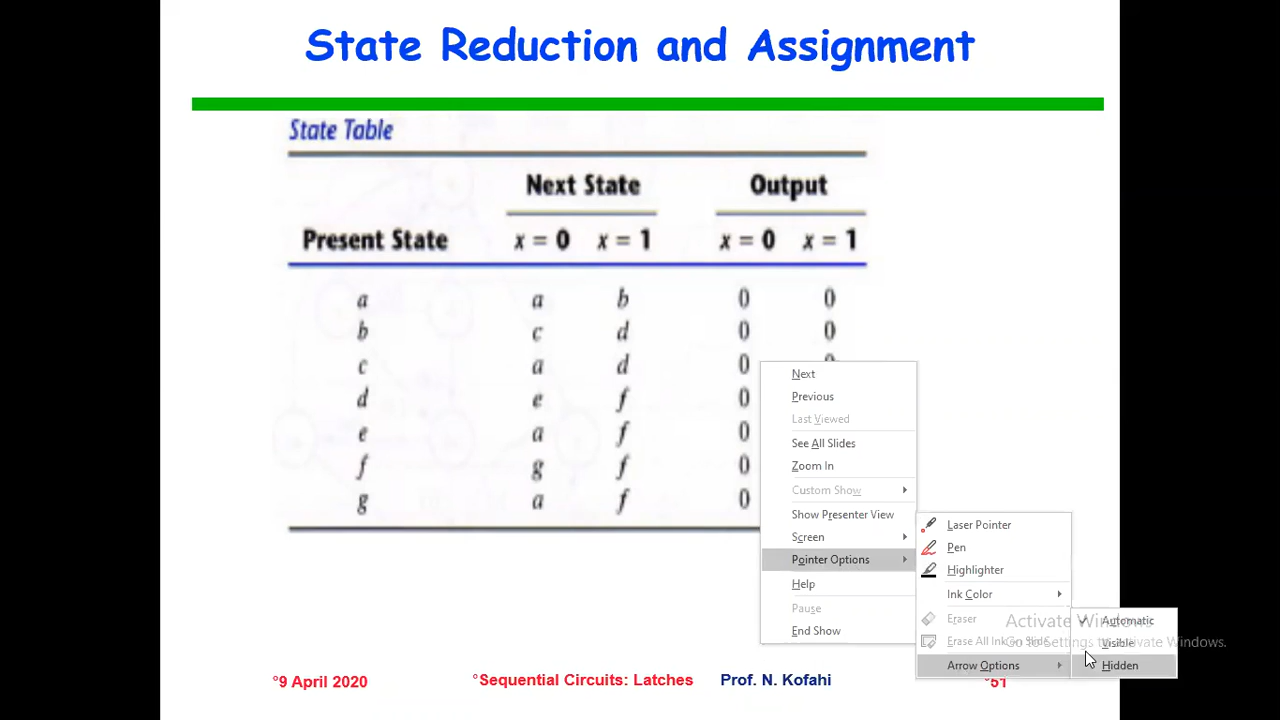 State Reduction and Assignment
State Table
Next State Output
Present State x = 0 x = 1 x = 0 x = 1
a a b 0 0
b c d 0 0
c a d 0
d e f 0
e a f 0
f g f 0
g a f 0
Next
Previous
Last Viewed
See All Slides
Zoom In
Custom Show
Show Presenter View
Screen
Pointer Options
Help
Pause
End Show
Laser Pointer
Pen
Highlighter
Ink Color
Eraser
Erase All Ink on Slide
Arrow Options
Automatic
Visible
Hidden
Activate Windows
Go to Settings to activate Windows.
°9 April 2020 °Sequential Circuits: Latches Prof. N. Kofahi °51